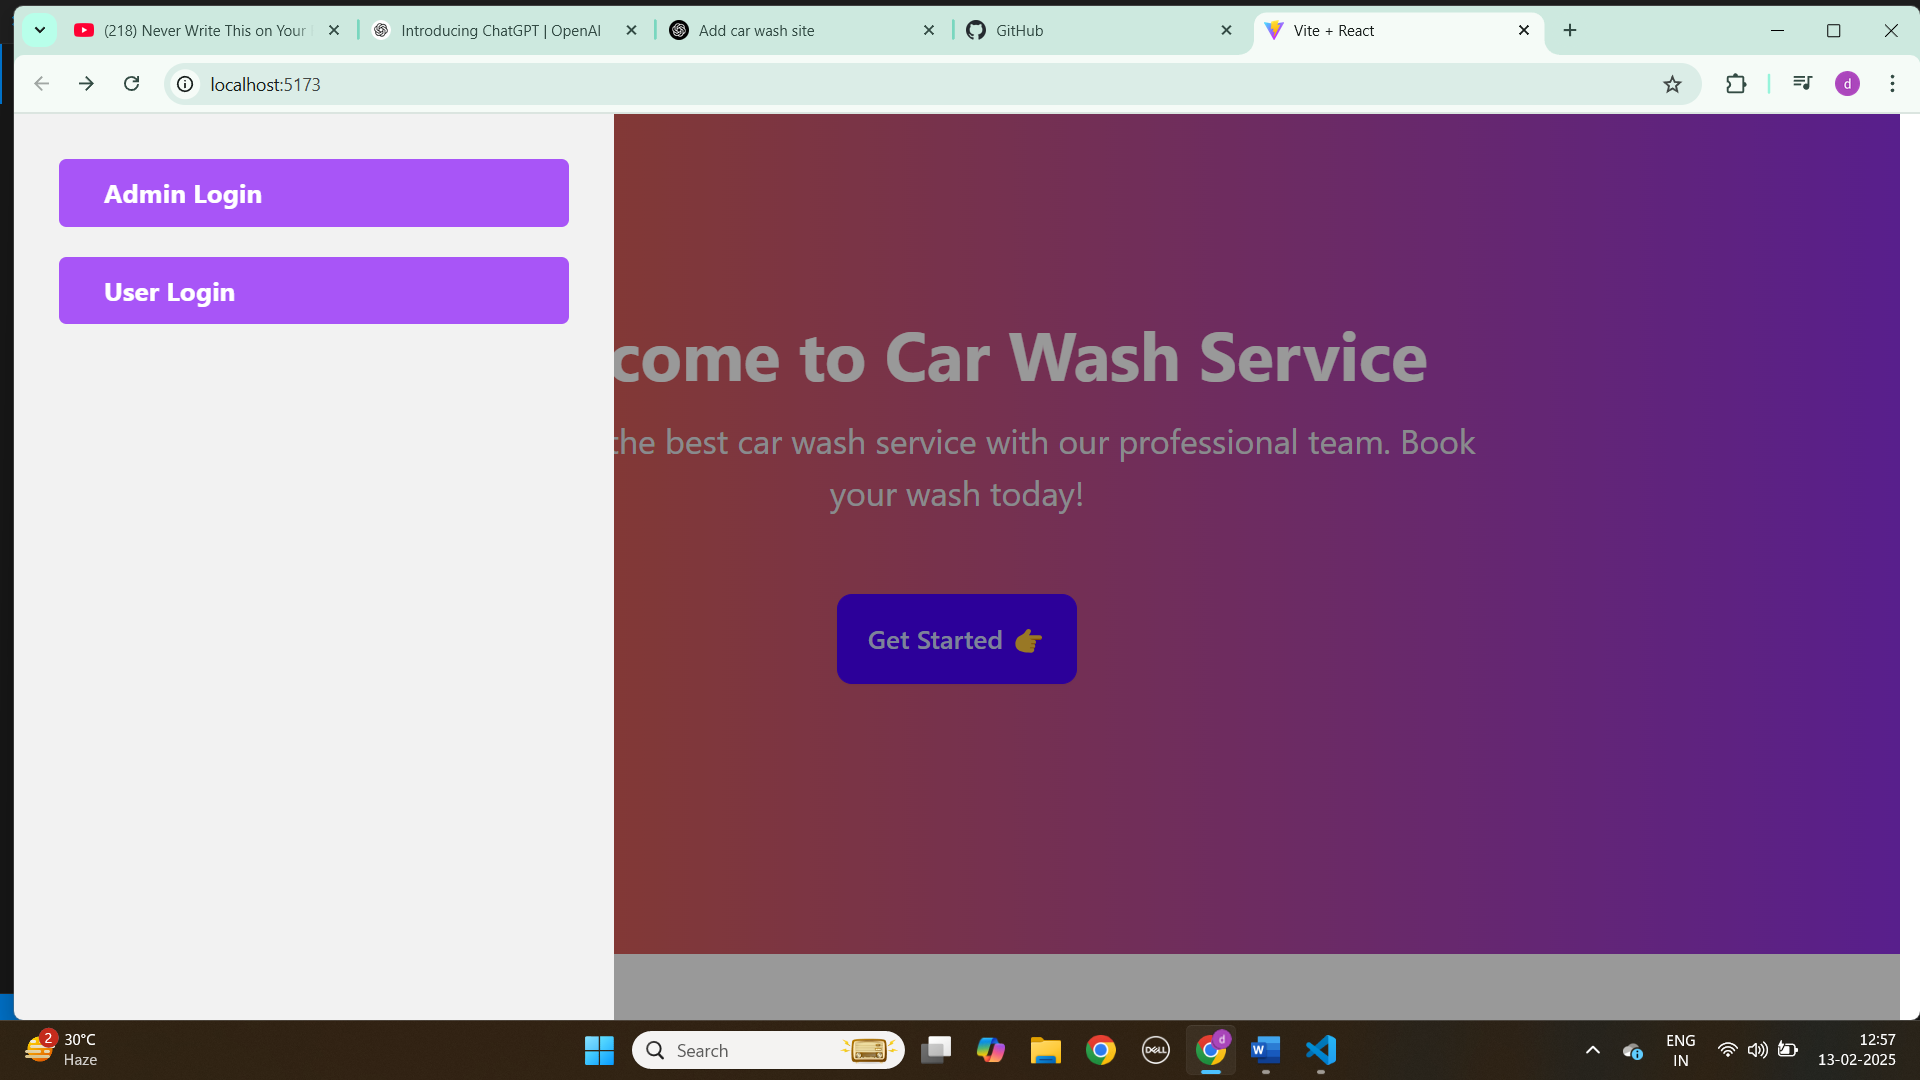 (218) Never Write This on Your
Introducing ChatGPT | OpenAI
Add car wash site
GitHub
Vite + React
localhost:5173
d
Admin Login
User Login
come to Car Wash Service
the best car wash service with our professional team. Book
your wash today!
Get Started 👉
2
30°C
Haze
Search
DELL
d
W
ENG
IN
12:57
13-02-2025